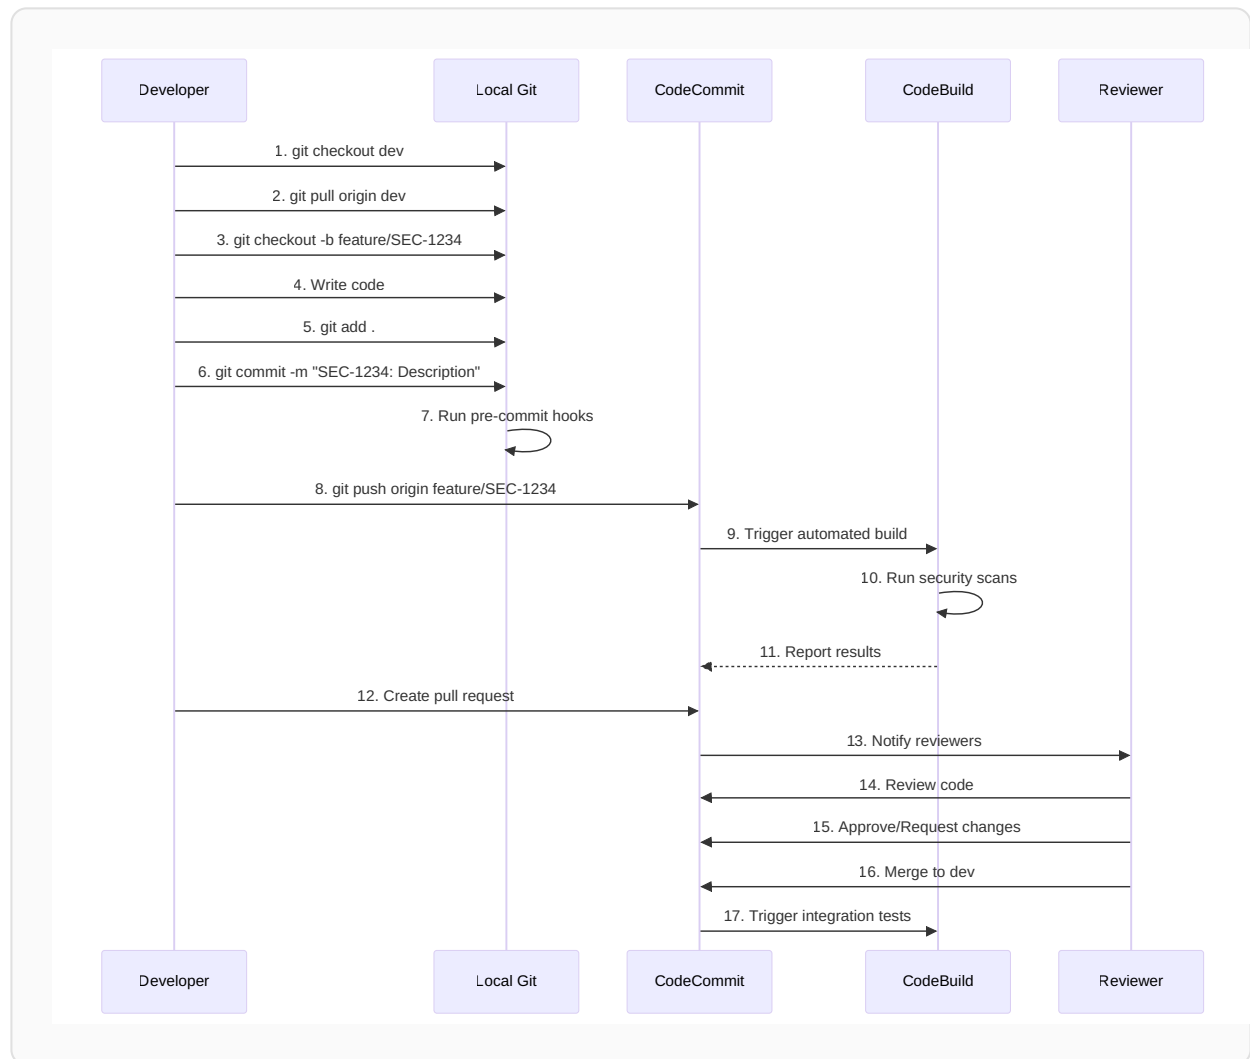 Developer
Local Git
CodeCommit
CodeBuild
Reviewer
1. git checkout dev
2. git pull origin dev
3. git checkout -b feature/SEC-1234
4. Write code
5. git add .
6. git commit -m "SEC-1234: Description"
7. Run pre-commit hooks
8. git push origin feature/SEC-1234
9. Trigger automated build
10. Run security scans
11. Report results
12. Create pull request
13. Notify reviewers
14. Review code
15. Approve/Request changes
16. Merge to dev
17. Trigger integration tests
Developer
Local Git
CodeCommit
CodeBuild
Reviewer